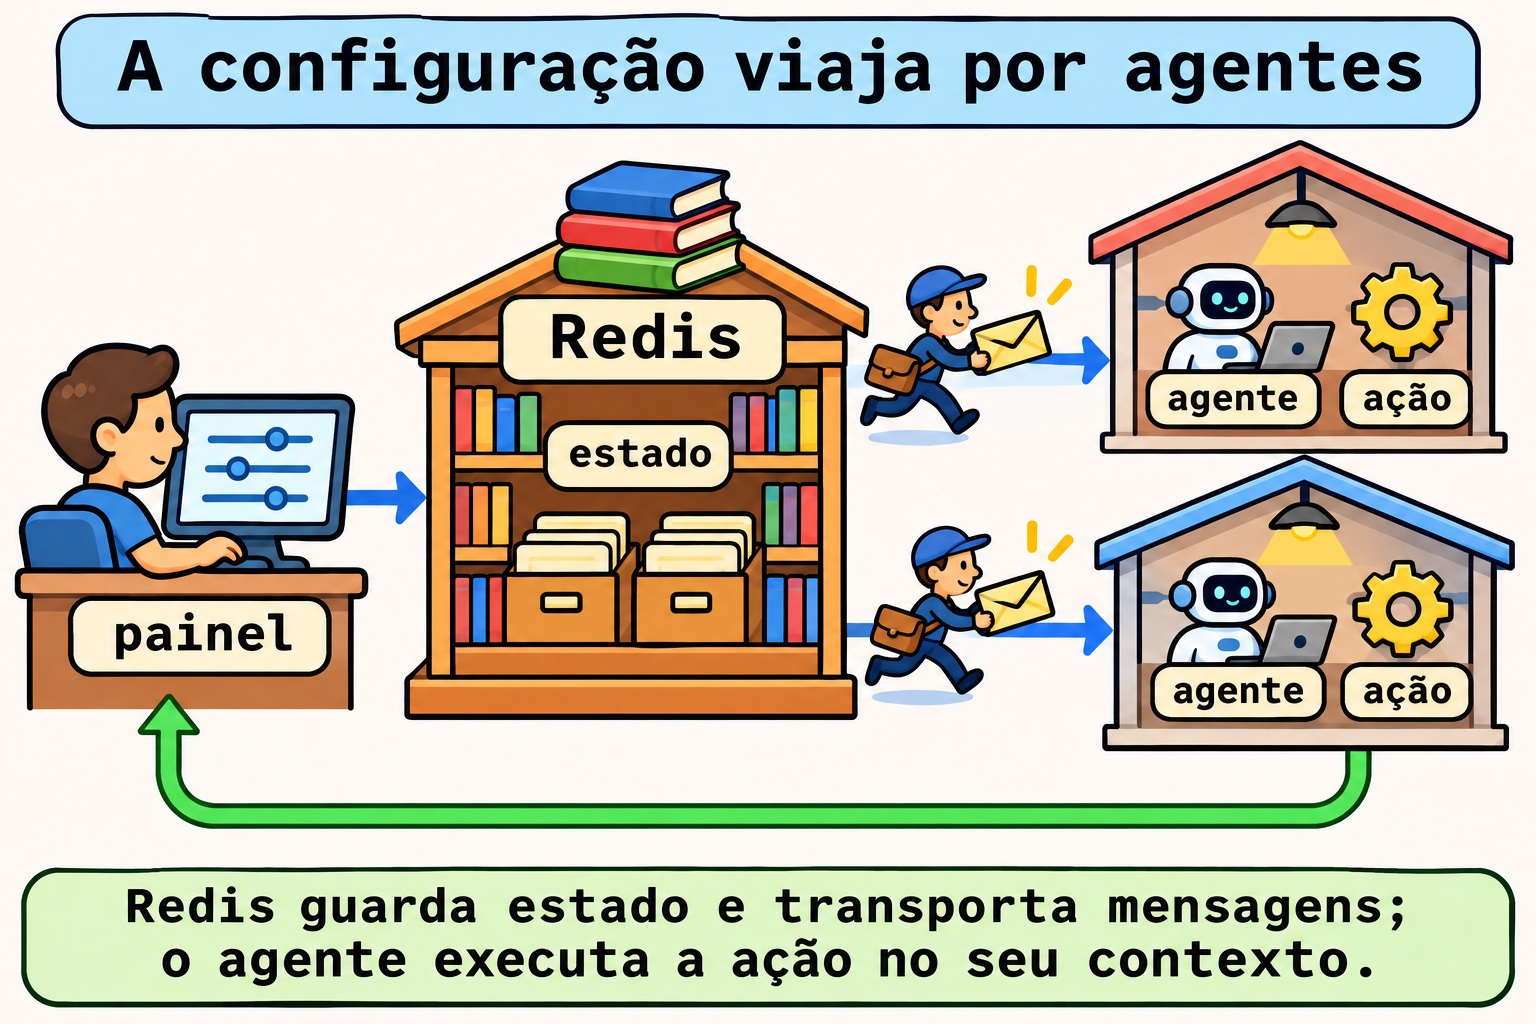 A configuração viaja por agentes
Redis
estado
painel
agente
ação
agente
ação
Redis guarda estado e transporta mensagens;
o agente executa a ação no seu contexto.